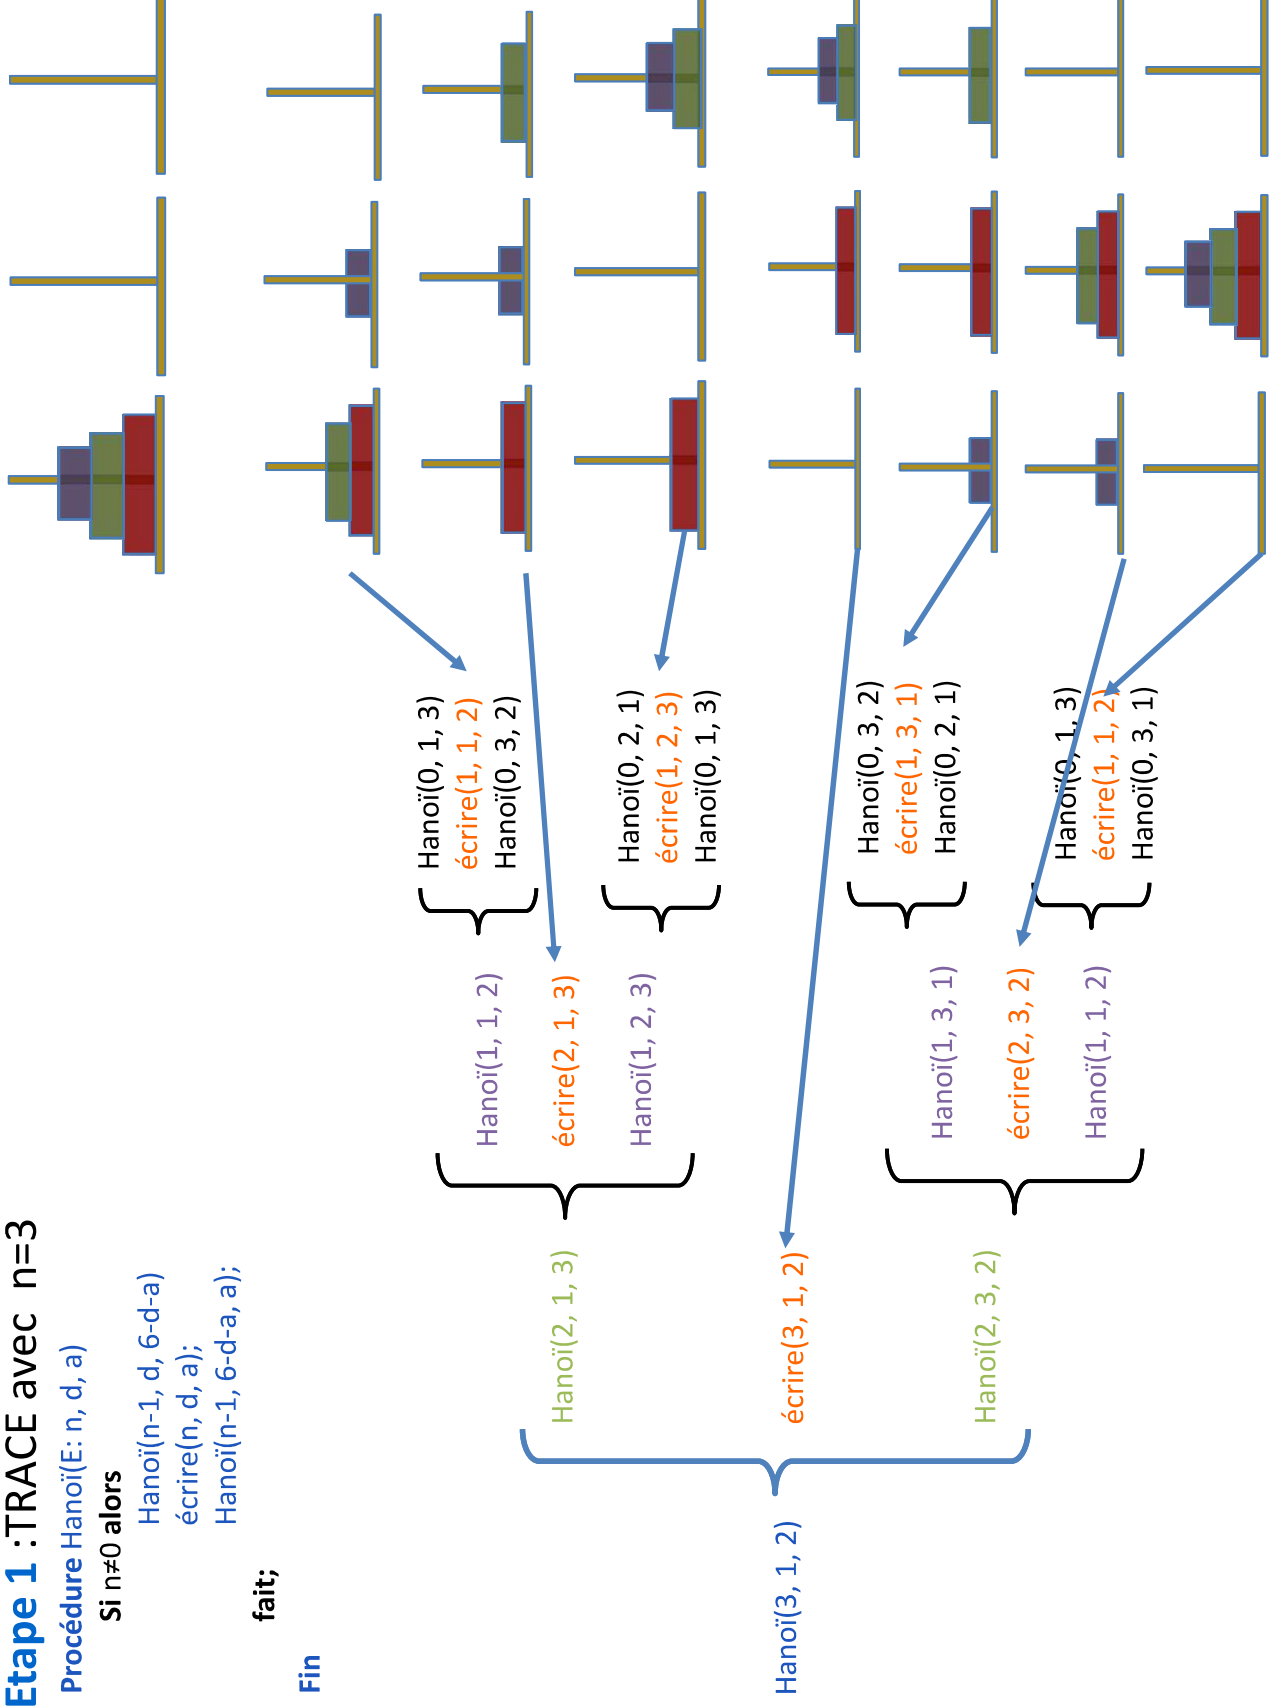 Etape 1 :TRACE avec n=3
Procédure Hanoï(E: n, d, a)
Si n≠0 alors
Hanoï(n-1, d, 6-d-a)
écrire(n, d, a);
Hanoï(n-1, 6-d-a, a);
fait;
Fin
Hanoï(3, 1, 2)
Hanoï(2, 1, 3)
écrire(3, 1, 2)
Hanoï(2, 3, 2)
Hanoï(1, 1, 2)
écrire(2, 1, 3)
Hanoï(1, 2, 3)
Hanoï(1, 3, 1)
écrire(2, 3, 2)
Hanoï(1, 1, 2)
Hanoï(0, 1, 3)
écrire(1, 1, 2)
Hanoï(0, 3, 2)
Hanoï(0, 2, 1)
écrire(1, 2, 3)
Hanoï(0, 1, 3)
Hanoï(0, 3, 2)
écrire(1, 3, 1)
Hanoï(0, 2, 1)
Hanoï(0, 1, 3)
écrire(1, 1, 2)
Hanoï(0, 3, 1)